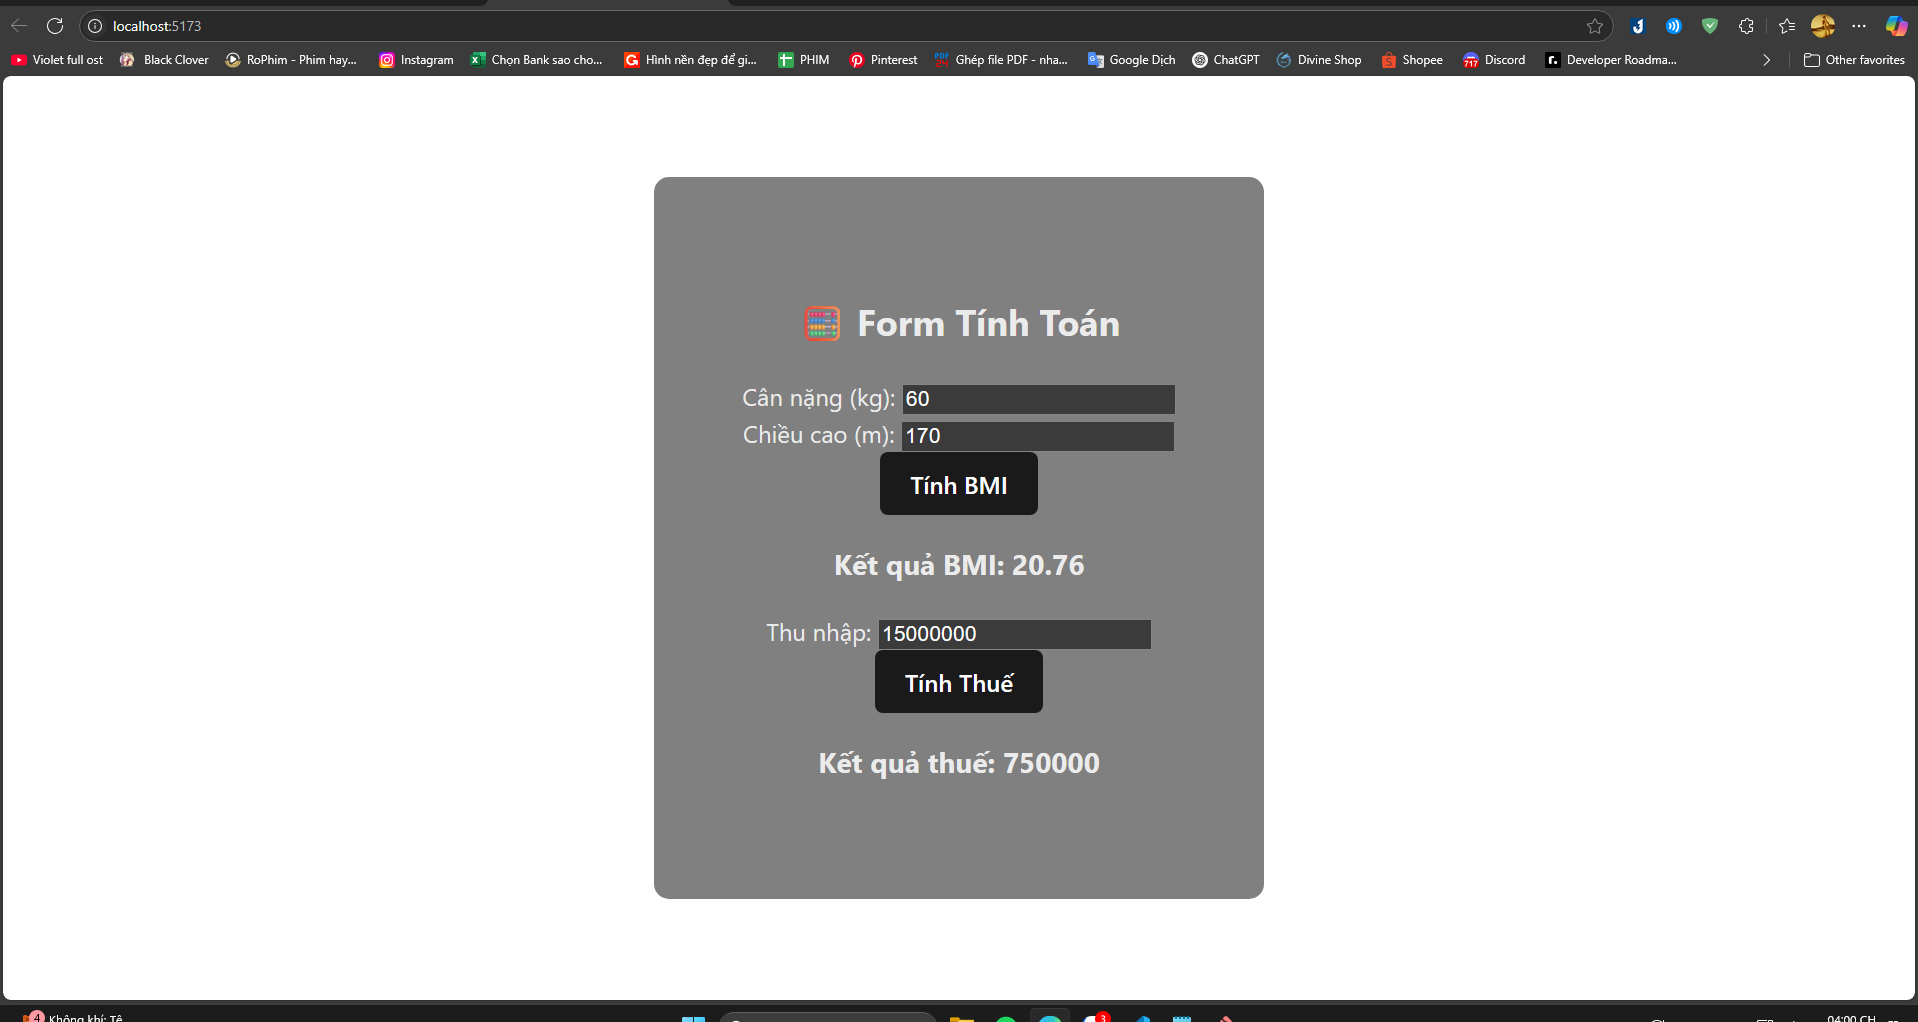 localhost:5173
Violet full ost Black Clover RoPhim - Phim hay... Instagram Chọn Bank sao cho... Hình nền đẹp để gi... PHIM Pinterest Ghép file PDF - nha... Google Dịch ChatGPT Divine Shop Shopee Discord Developer Roadma... Other favorites
Form Tính Toán
Cân nặng (kg): 60
Chiều cao (m): 170
Tính BMI
Kết quả BMI: 20.76
Thu nhập: 15000000
Tính Thuế
Kết quả thuế: 750000
4 Không khí: Tệ 3 04:00 CH